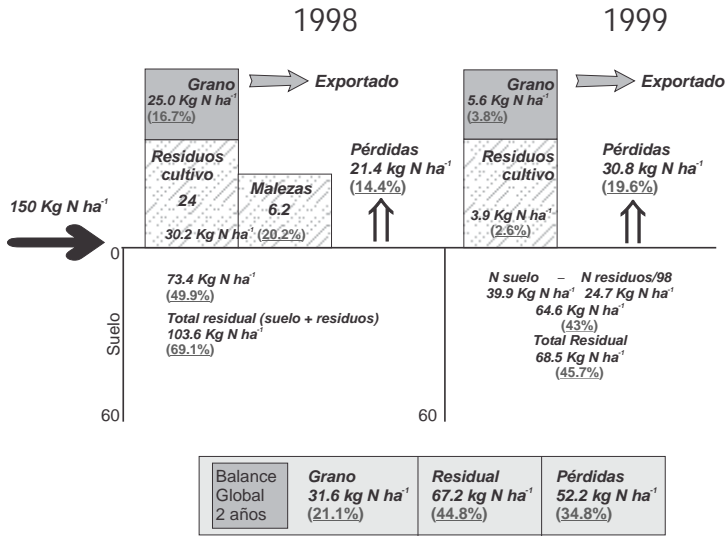 1998
1999
Grano
25.0 Kg N ha⁻¹
(16.7%)
Exportado
Residuos
cultivo
24
30.2 Kg N ha⁻¹ (20.2%)
Malezas
6.2
Pérdidas
21.4 kg N ha⁻¹
(14.4%)
150 Kg N ha⁻¹
Grano
5.6 Kg N ha⁻¹
(3.8%)
Exportado
Residuos
cultivo
3.9 Kg N ha⁻¹
(2.6%)
Pérdidas
30.8 kg N ha⁻¹
(19.6%)
0
Suelo
60
73.4 Kg N ha⁻¹
(49.9%)
Total residual (suelo + residuos)
103.6 Kg N ha⁻¹
(69.1%)
60
N suelo – N residuos/98
39.9 Kg N ha⁻¹ 24.7 Kg N ha⁻¹
64.6 Kg N ha⁻¹
(43%)
Total Residual
68.5 Kg N ha⁻¹
(45.7%)
Balance
Global
2 años
Grano
31.6 kg N ha⁻¹
(21.1%)
Residual
67.2 kg N ha⁻¹
(44.8%)
Pérdidas
52.2 kg N ha⁻¹
(34.8%)